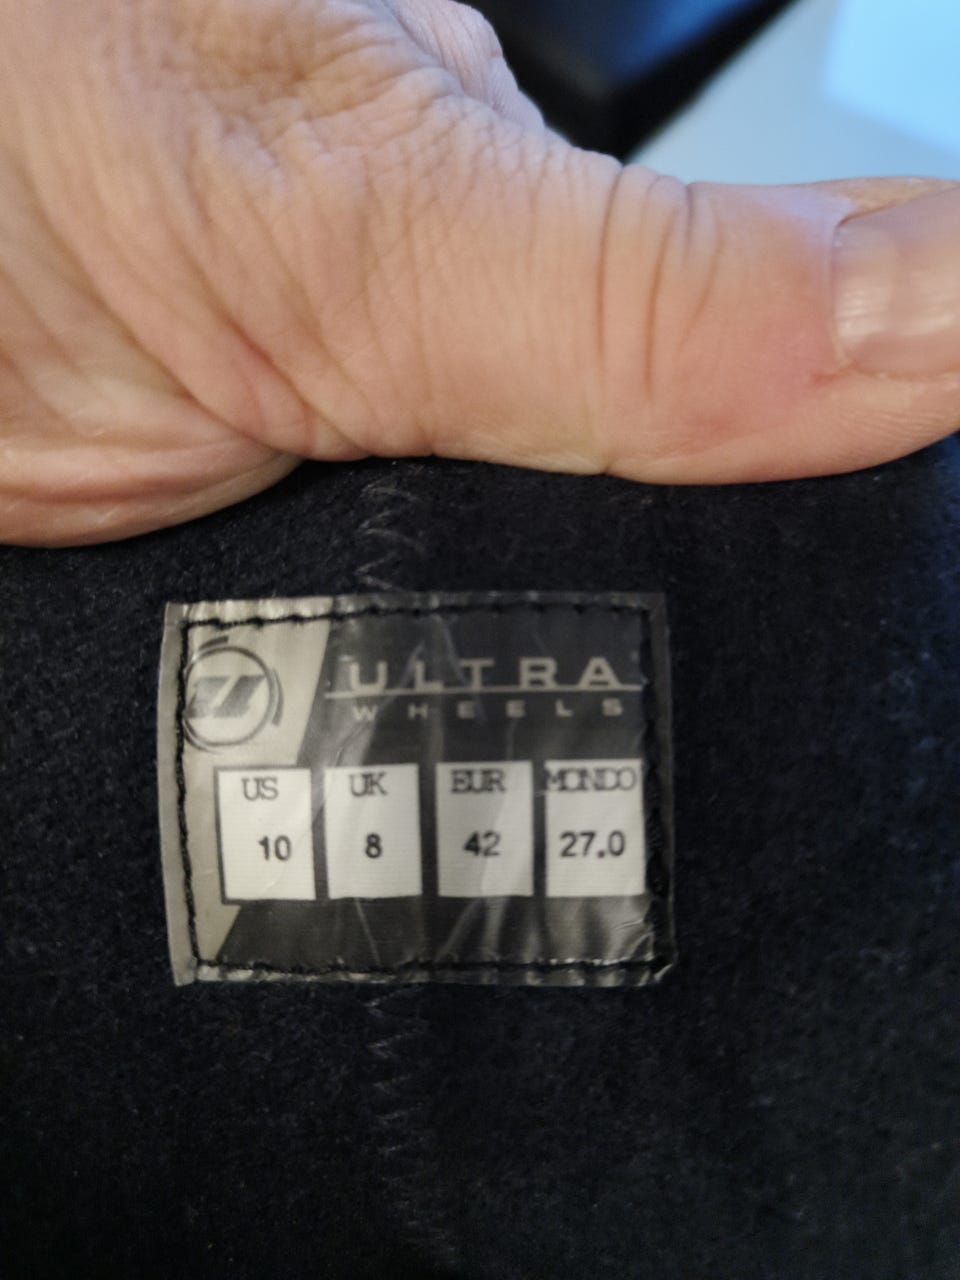 ULTRA
WHEELS
US UK EUR MONDO
10 8 42 27.0